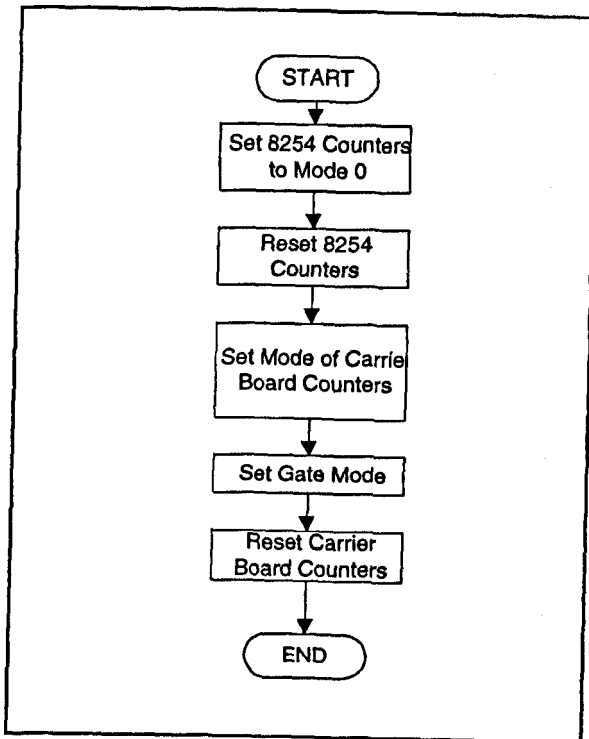 START
Set 8254 Counters
to Mode 0
Reset 8254
Counters
Set Mode of Carrie
Board Counters
Set Gate Mode
Reset Carrier
Board Counters
END